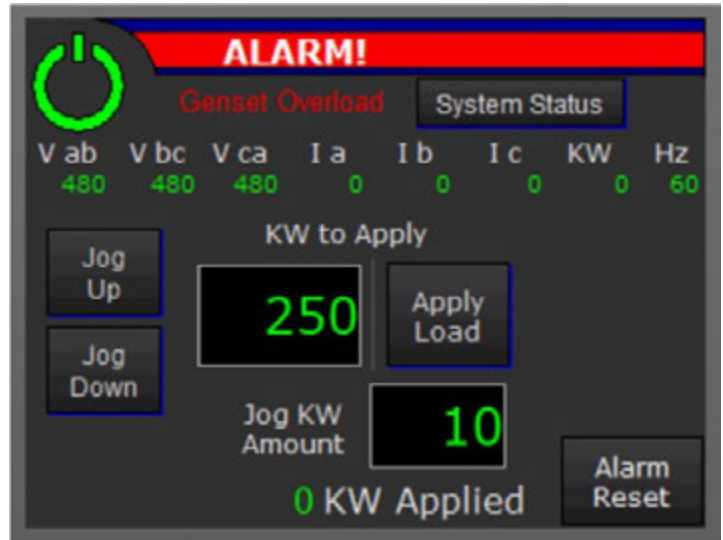 ALARM!
Genset Overload
System Status
V ab V bc V ca I a I b I c KW Hz
480 480 480 0 0 0 0 60
Jog
Up
KW to Apply
250
Apply
Load
Jog
Down
Jog KW
Amount
10
Alarm
Reset
0 KW Applied